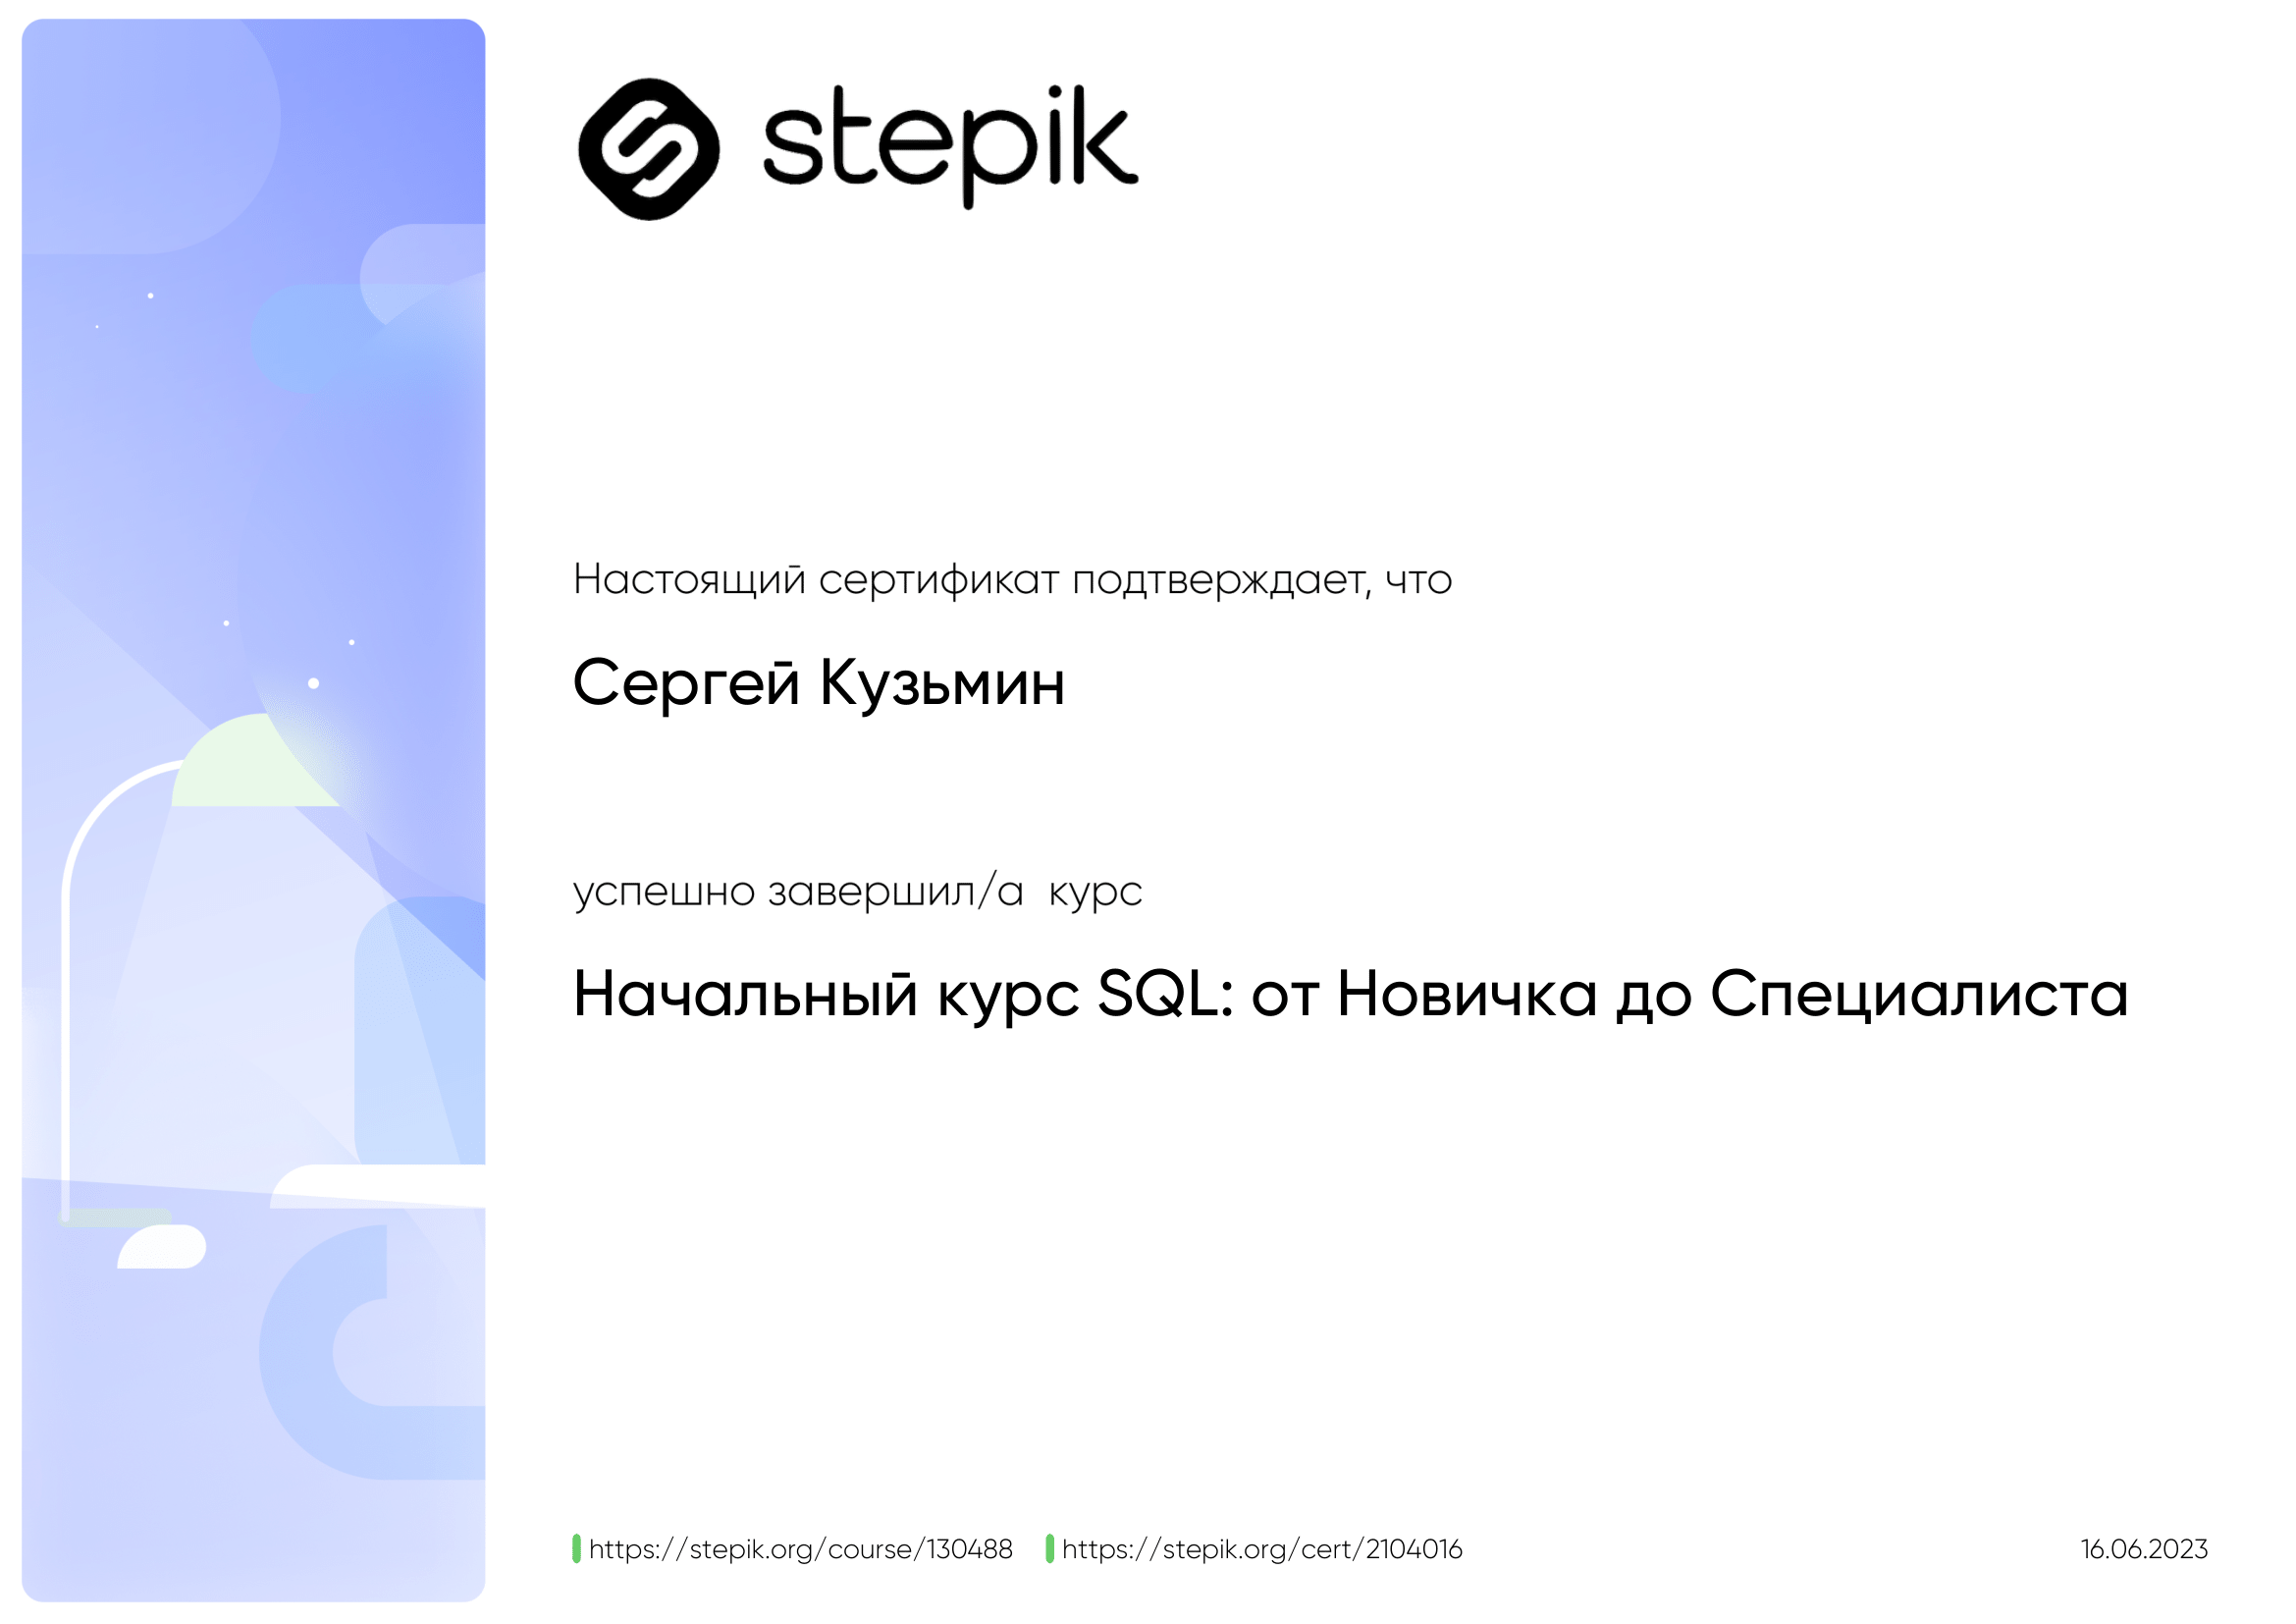 stepik
Настоящий сертификат подтверждает, что
Сергей Кузьмин
успешно завершил/а курс
Начальный курс SQL: от Новичка до Специалиста
https://stepik.org/course/130488 https://stepik.org/cert/2104016 16.06.2023